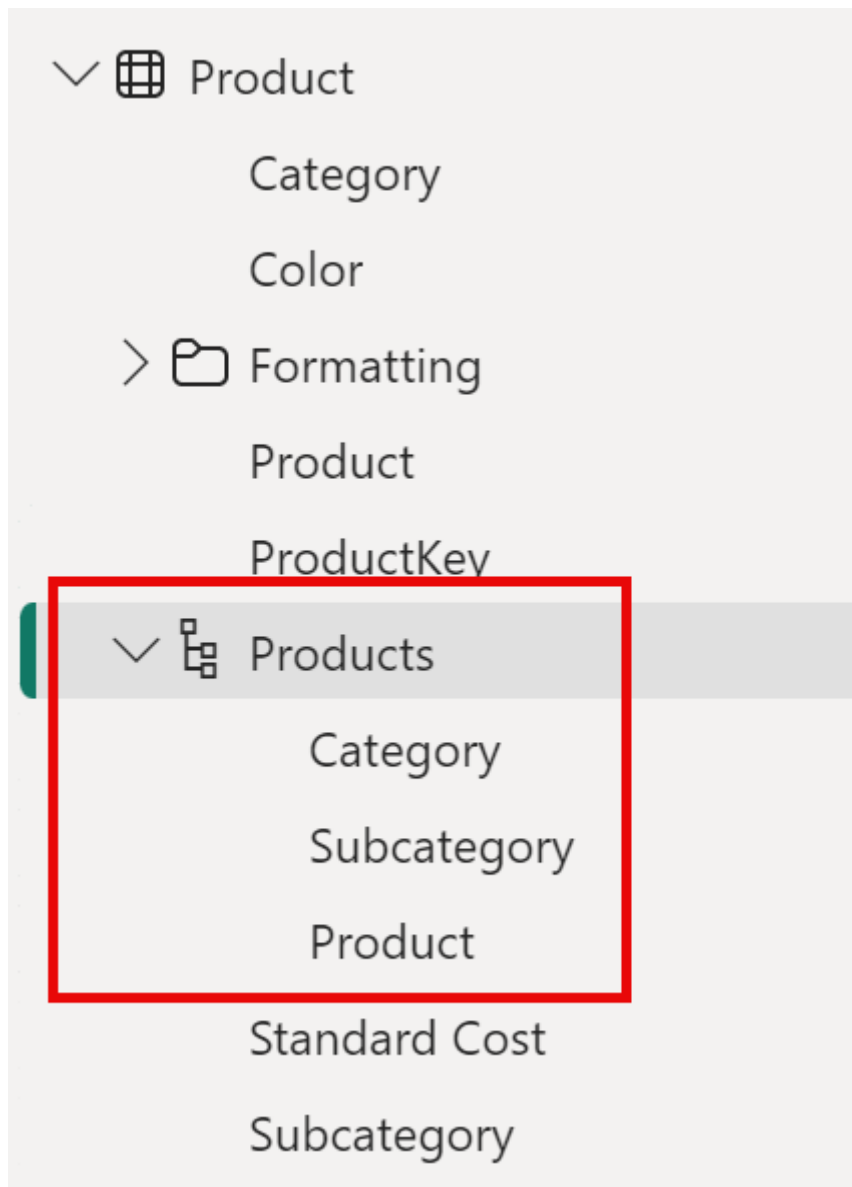 Product
Category
Color
Formatting
Product
ProductKey
Products
Category
Subcategory
Product
Standard Cost
Subcategory